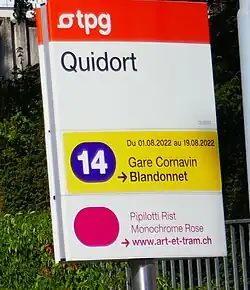 tpg
Quidort
Du 01.08.2022 au 19.08.2022
14
Gare Cornavin
→Blandonnet
Pipilotti Rist
Monochrome Rose
→www.art-et-tram.ch